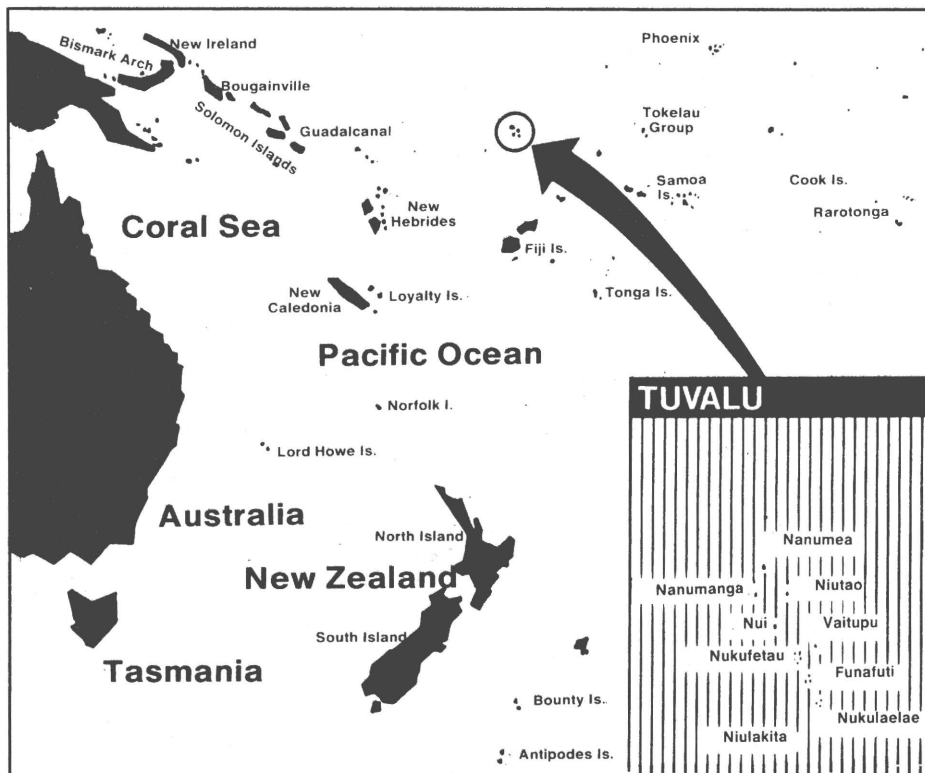 New Ireland
Bismark Arch
Bougainville
Solomon Islands
Guadalcanal
Phoenix
Tokelau
Group
Samoa
Is.
Cook Is.
Rarotonga
Coral Sea
New
Hebrides
Fiji Is.
New
Caledonia
Loyalty Is.
Tonga Is.
Pacific Ocean
Norfolk I.
Lord Howe Is.
Australia
North Island
New Zealand
South Island
Tasmania
Bounty Is.
Antipodes Is.
TUVALU
Nanumea
Nanumanga
Niutao
Nui
Vaitupu
Nukufetau
Funafuti
Nukulaelae
Niulakita